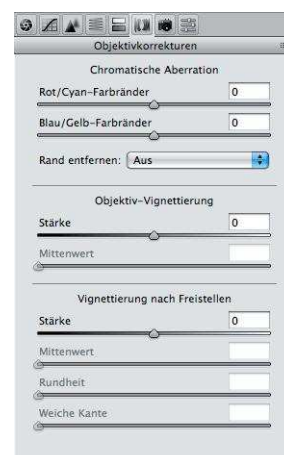 Objektivkorrekturen
Chromatische Aberration
Rot/Cyan-Farbränder 0
Blau/Gelb-Farbränder 0
Rand entfernen: Aus
Objektiv-Vignettierung
Stärke 0
Mittenwert
Vignettierung nach Freistellen
Stärke 0
Mittenwert
Rundheit
Weiche Kante